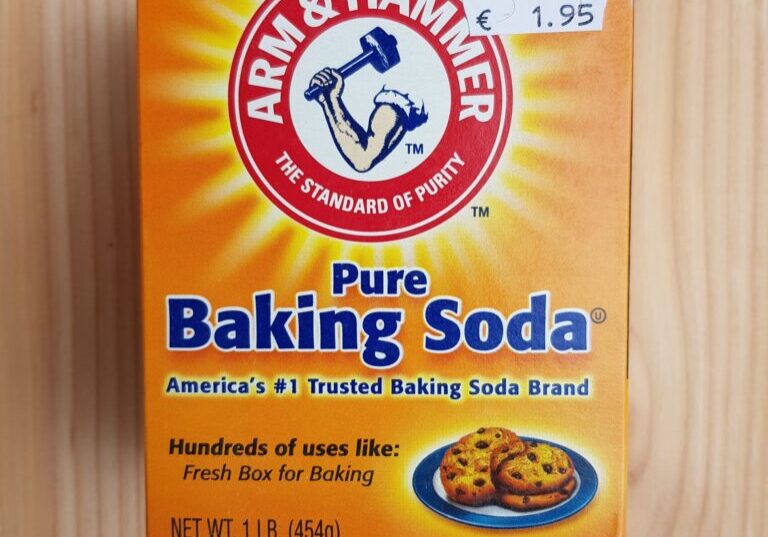 ARM & HAMMER
€ 1.95
THE STANDARD OF PURITY
TM
TM
Pure
Baking Soda Ⓤ
America's #1 Trusted Baking Soda Brand
Hundreds of uses like:
Fresh Box for Baking
NET WT. 1 LB. (454g)